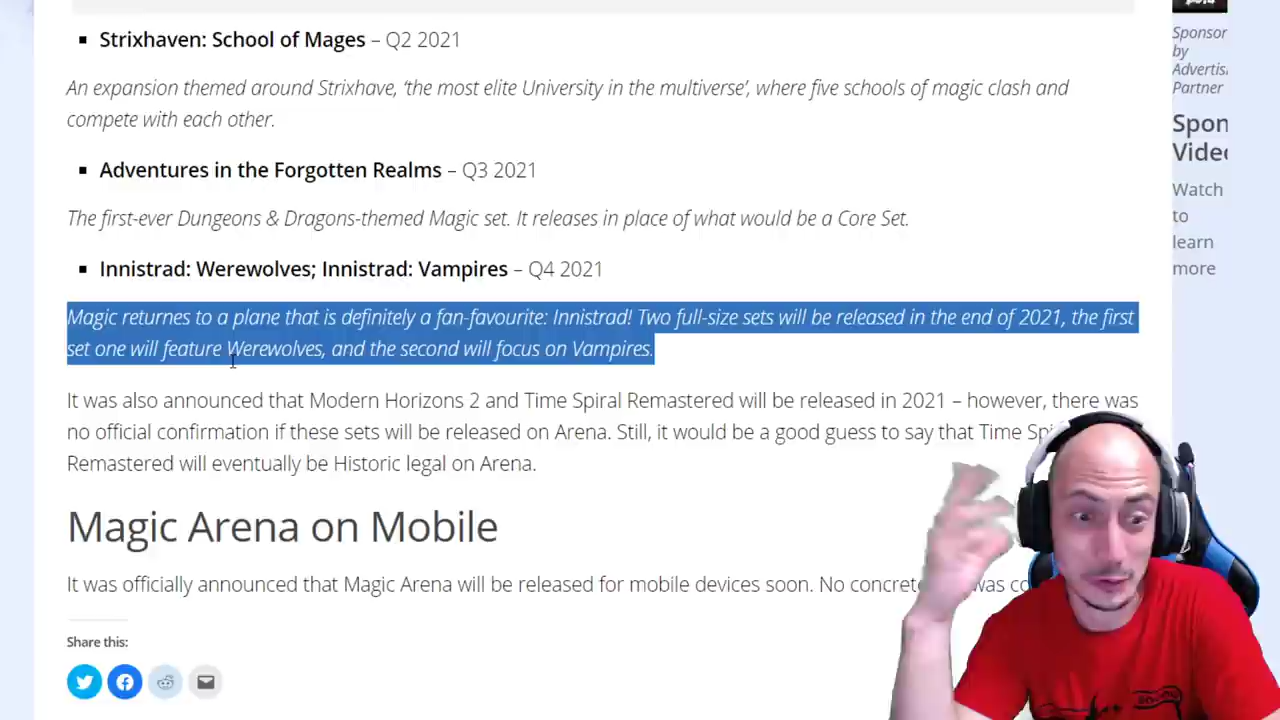 Strixhaven: School of Mages – Q2 2021
An expansion themed around Strixhave, ‘the most elite University in the multiverse’, where five schools of magic clash and
compete with each other.
Adventures in the Forgotten Realms – Q3 2021
The first-ever Dungeons & Dragons-themed Magic set. It releases in place of what would be a Core Set.
Innistrad: Werewolves; Innistrad: Vampires – Q4 2021
Magic returnes to a plane that is definitely a fan-favourite: Innistrad! Two full-size sets will be released in the end of 2021, the first
set one will feature Werewolves, and the second will focus on Vampires.
It was also announced that Modern Horizons 2 and Time Spiral Remastered will be released in 2021 – however, there was
no official confirmation if these sets will be released on Arena. Still, it would be a good guess to say that Time
Remastered will eventually be Historic legal on Arena.
Magic Arena on Mobile
It was officially announced that Magic Arena will be released for mobile devices soon. No concrete was
Share this:
Sponsor
by
Advertis
Partner
Spon
Vide
Watch
to
learn
more